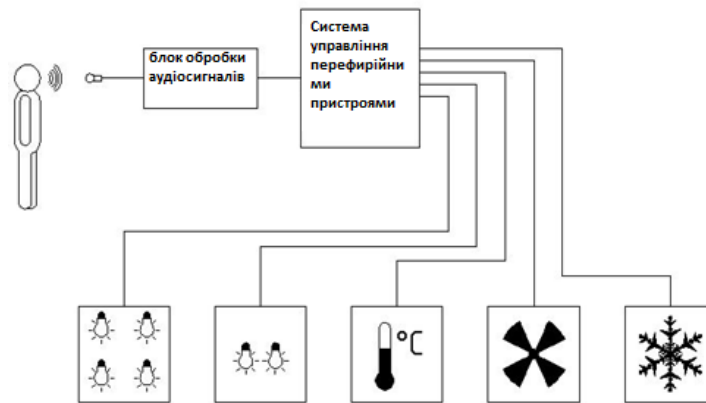 блок обробки
аудіосигналів
Система
управління
перефирійни
ми
пристроями
°C